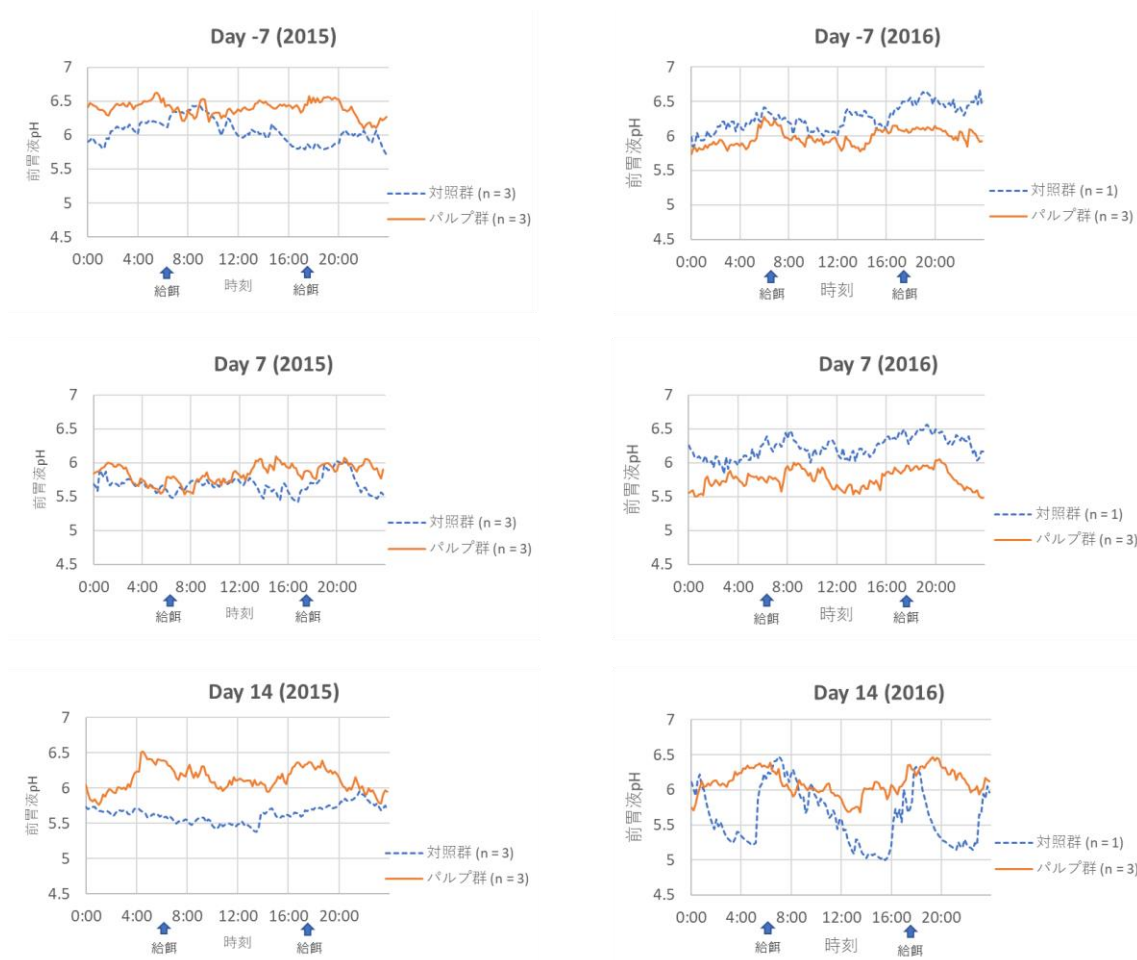 Day -7 (2015)
7
6.5
6
5.5
5
4.5
前胃液pH
0:00 4:00 8:00 12:00 16:00 20:00
給餌 時刻 給餌
対照群 (n = 3)
パルプ群 (n = 3)
Day -7 (2016)
7
6.5
6
5.5
5
4.5
前胃液pH
0:00 4:00 8:00 12:00 16:00 20:00
給餌 時刻 給餌
対照群 (n = 1)
パルプ群 (n = 3)
Day 7 (2015)
7
6.5
6
5.5
5
4.5
前胃液pH
0:00 4:00 8:00 12:00 16:00 20:00
給餌 時刻 給餌
対照群 (n = 3)
パルプ群 (n = 3)
Day 7 (2016)
7
6.5
6
5.5
5
4.5
前胃液pH
0:00 4:00 8:00 12:00 16:00 20:00
給餌 時刻 給餌
対照群 (n = 1)
パルプ群 (n = 3)
Day 14 (2015)
7
6.5
6
5.5
5
4.5
前胃液pH
0:00 4:00 8:00 12:00 16:00 20:00
給餌 時刻 給餌
対照群 (n = 3)
パルプ群 (n = 3)
Day 14 (2016)
7
6.5
6
5.5
5
4.5
前胃液pH
0:00 4:00 8:00 12:00 16:00 20:00
給餌 時刻 給餌
対照群 (n = 1)
パルプ群 (n = 3)